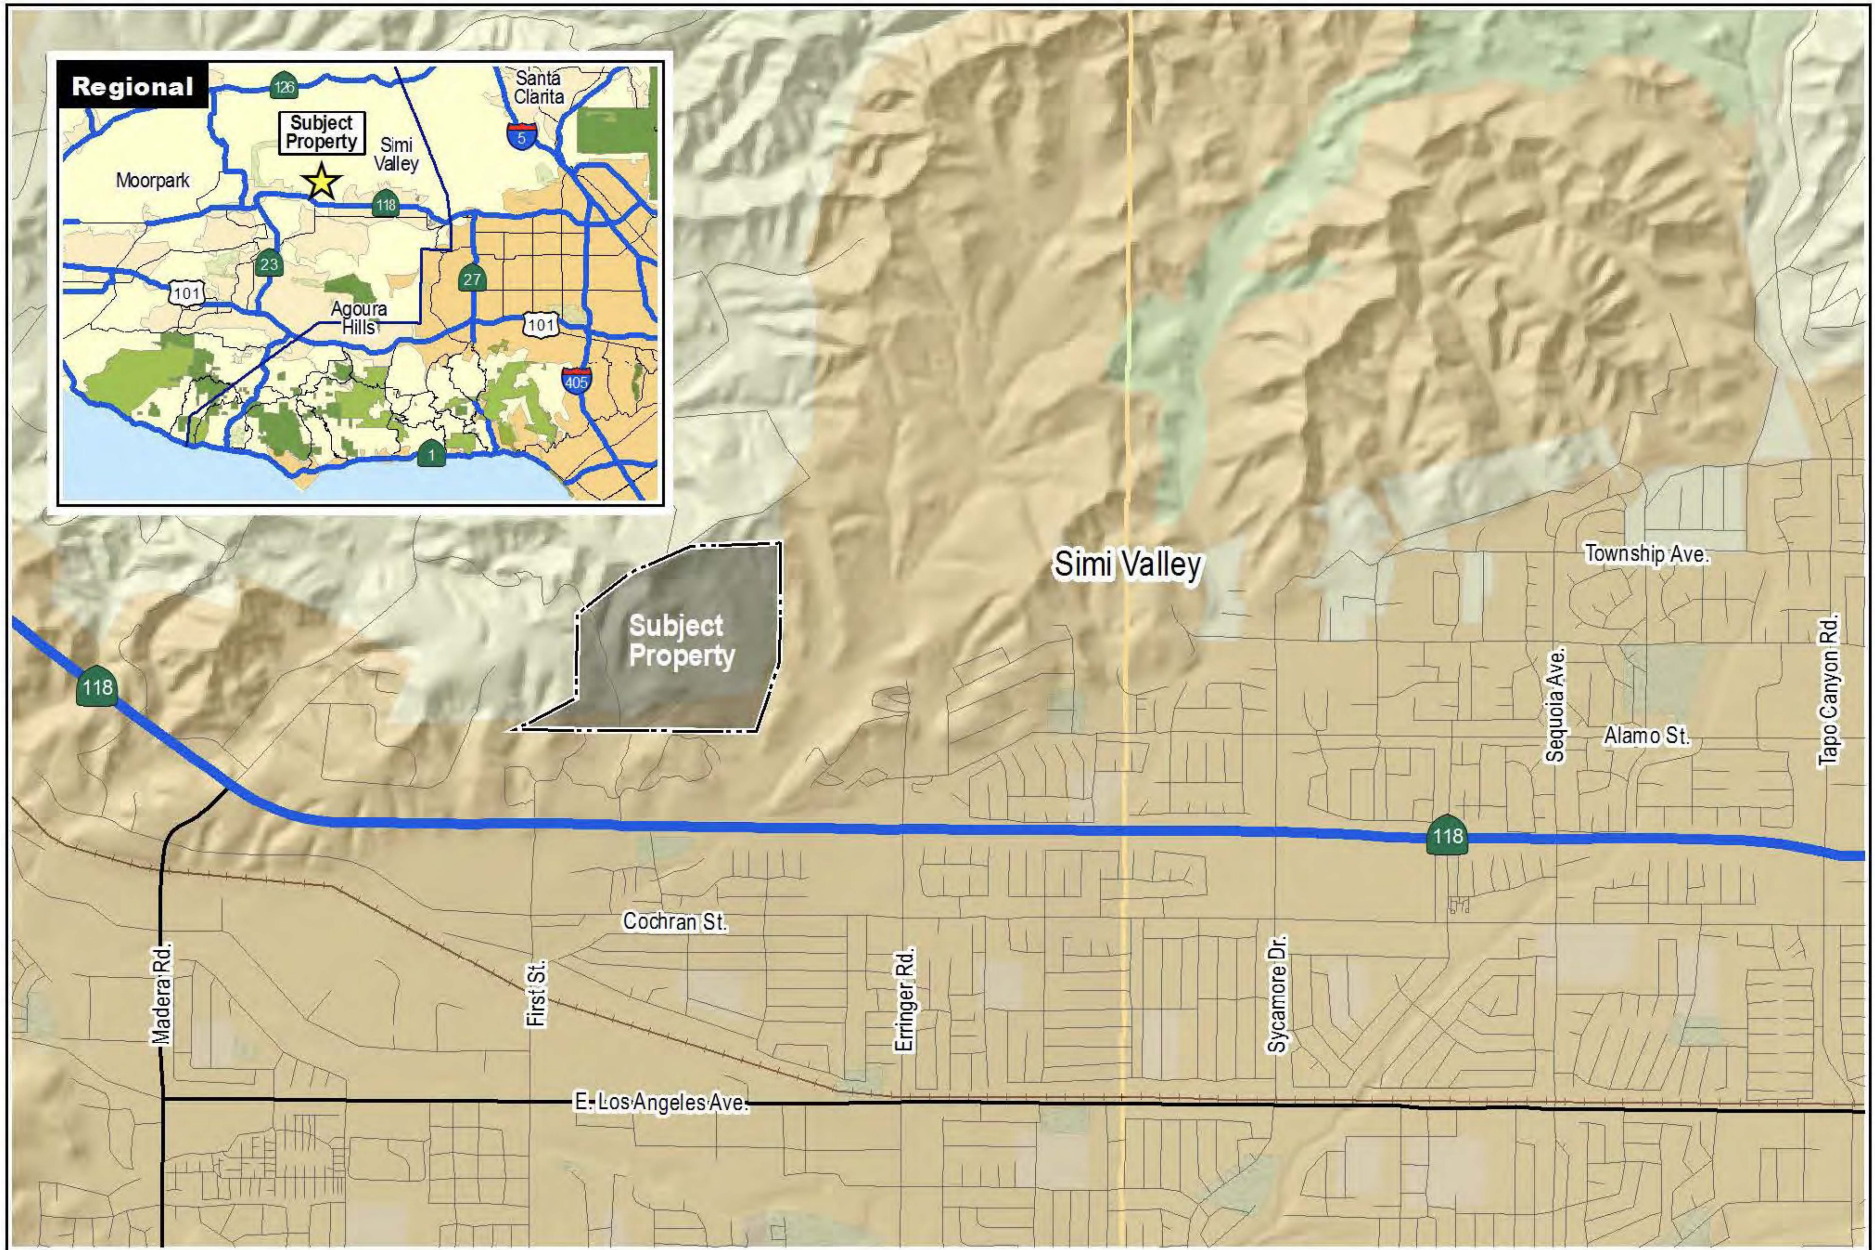 Regional
126
Santa
Clarita
5
Subject
Property
Simi
Valley
Moorpark
118
23
27
101
Agoura
Hills
101
405
1
Simi Valley
Township Ave.
Subject
Property
118
Sequoia Ave.
Alamo St.
Tapo Canyon Rd.
118
Cochran St.
Madera Rd.
First St.
Erringer Rd.
Sycamore Dr.
E. Los Angeles Ave.